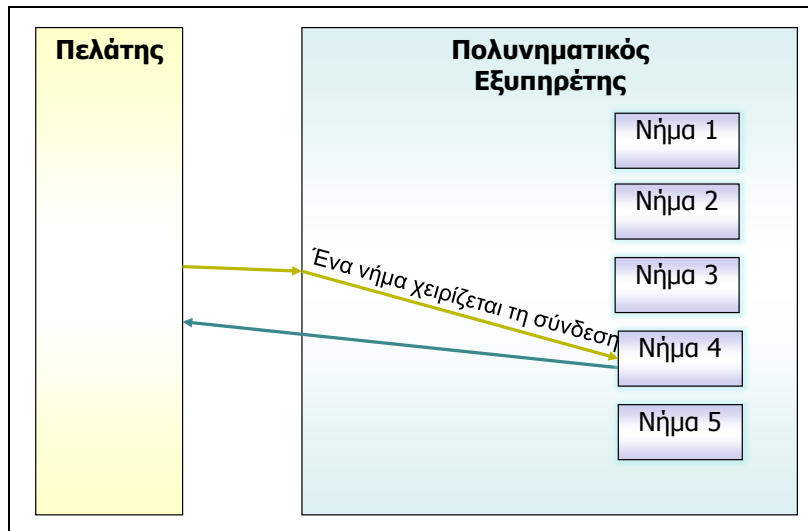 Πελάτης
Πολυνηματικός
Εξυπηρέτης
Νήμα 1
Νήμα 2
Νήμα 3
Ένα νήμα χειρίζεται τη σύνδεση
Νήμα 4
Νήμα 5